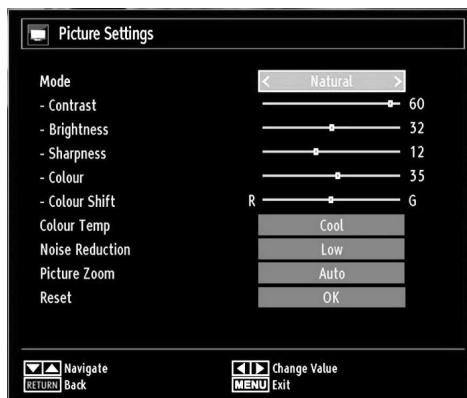 Picture Settings
Mode < Natural >
- Contrast 60
- Brightness 32
- Sharpness 12
- Colour 35
- Colour Shift R G
Colour Temp Cool
Noise Reduction Low
Picture Zoom Auto
Reset OK
Navigate Change Value
RETURN Back MENU Exit